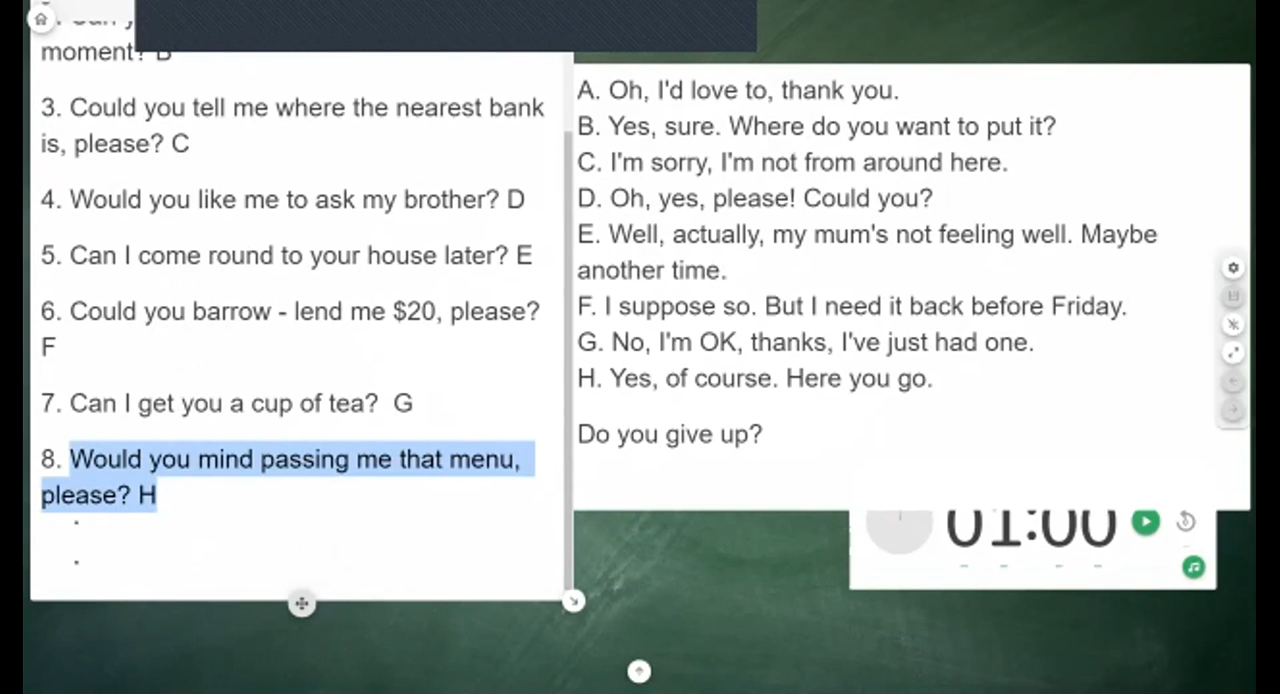 moment? B
3. Could you tell me where the nearest bank
is, please? C
4. Would you like me to ask my brother? D
5. Can I come round to your house later? E
6. Could you barrow - lend me $20, please?
F
7. Can I get you a cup of tea?  G
8. Would you mind passing me that menu,
please? H
A. Oh, I'd love to, thank you.
B. Yes, sure. Where do you want to put it?
C. I'm sorry, I'm not from around here.
D. Oh, yes, please! Could you?
E. Well, actually, my mum's not feeling well. Maybe
another time.
F. I suppose so. But I need it back before Friday.
G. No, I'm OK, thanks, I've just had one.
H. Yes, of course. Here you go.
Do you give up?
01:00